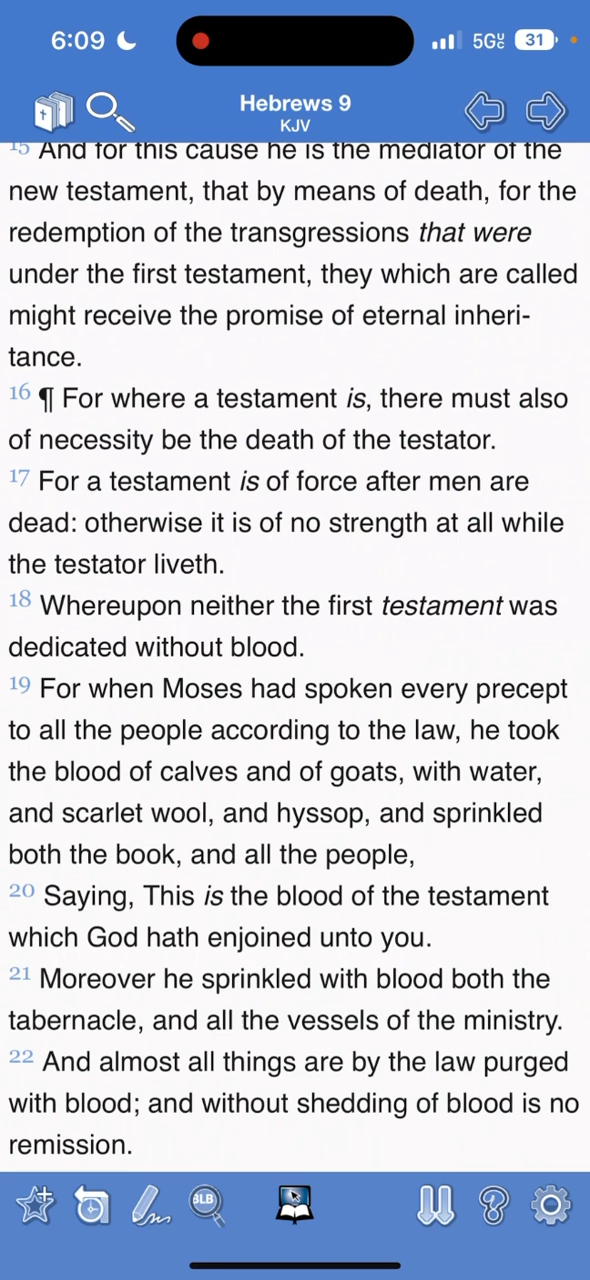 6:09
5G
31
Hebrews 9
KJV
15 And for this cause he is the mediator of the
new testament, that by means of death, for the
redemption of the transgressions that were
under the first testament, they which are called
might receive the promise of eternal inheri-
tance.
16 ¶ For where a testament is, there must also
of necessity be the death of the testator.
17 For a testament is of force after men are
dead: otherwise it is of no strength at all while
the testator liveth.
18 Whereupon neither the first testament was
dedicated without blood.
19 For when Moses had spoken every precept
to all the people according to the law, he took
the blood of calves and of goats, with water,
and scarlet wool, and hyssop, and sprinkled
both the book, and all the people,
20 Saying, This is the blood of the testament
which God hath enjoined unto you.
21 Moreover he sprinkled with blood both the
tabernacle, and all the vessels of the ministry.
22 And almost all things are by the law purged
with blood; and without shedding of blood is no
remission.
BLB